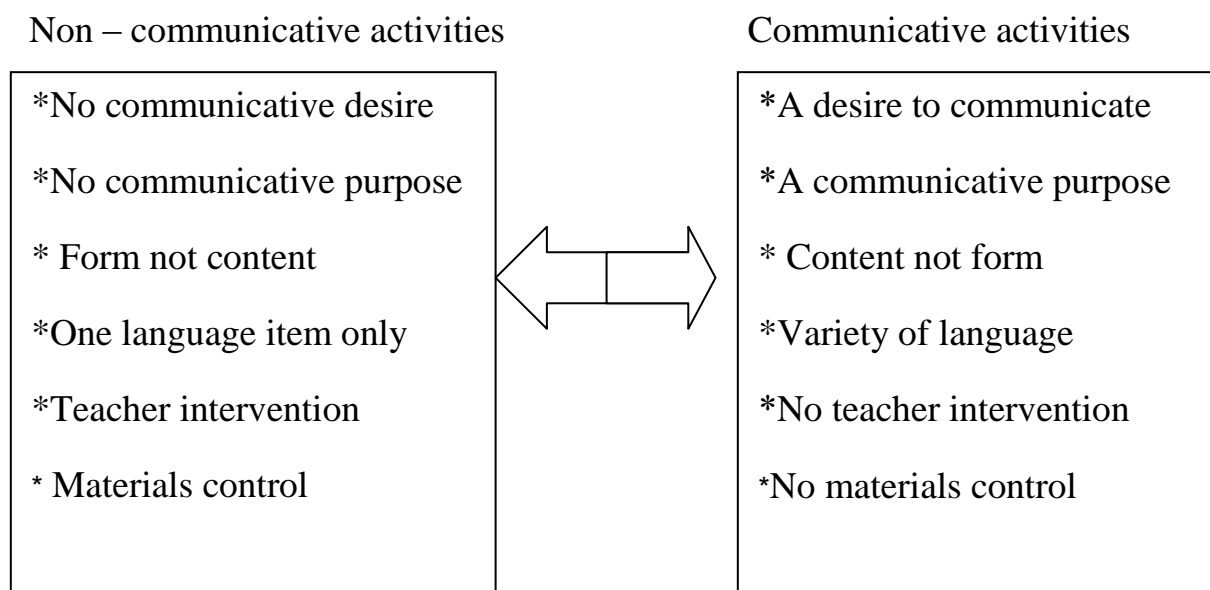 Non – communicative activities
*No communicative desire
*No communicative purpose
* Form not content
*One language item only
*Teacher intervention
* Materials control
Communicative activities
*A desire to communicate
*A communicative purpose
* Content not form
*Variety of language
*No teacher intervention
*No materials control